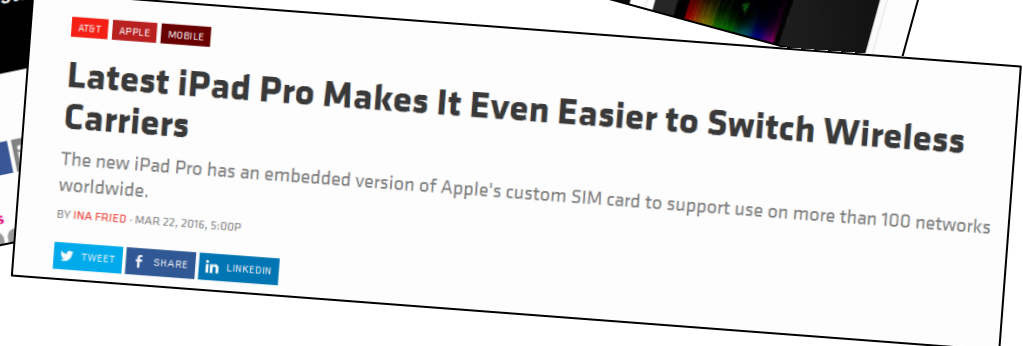 AT&T APPLE MOBILE
Latest iPad Pro Makes It Even Easier to Switch Wireless
Carriers
The new iPad Pro has an embedded version of Apple's custom SIM card to support use on more than 100 networks
worldwide.
BY INA FRIED · MAR 22, 2016, 5:00P
TWEET SHARE LINKEDIN